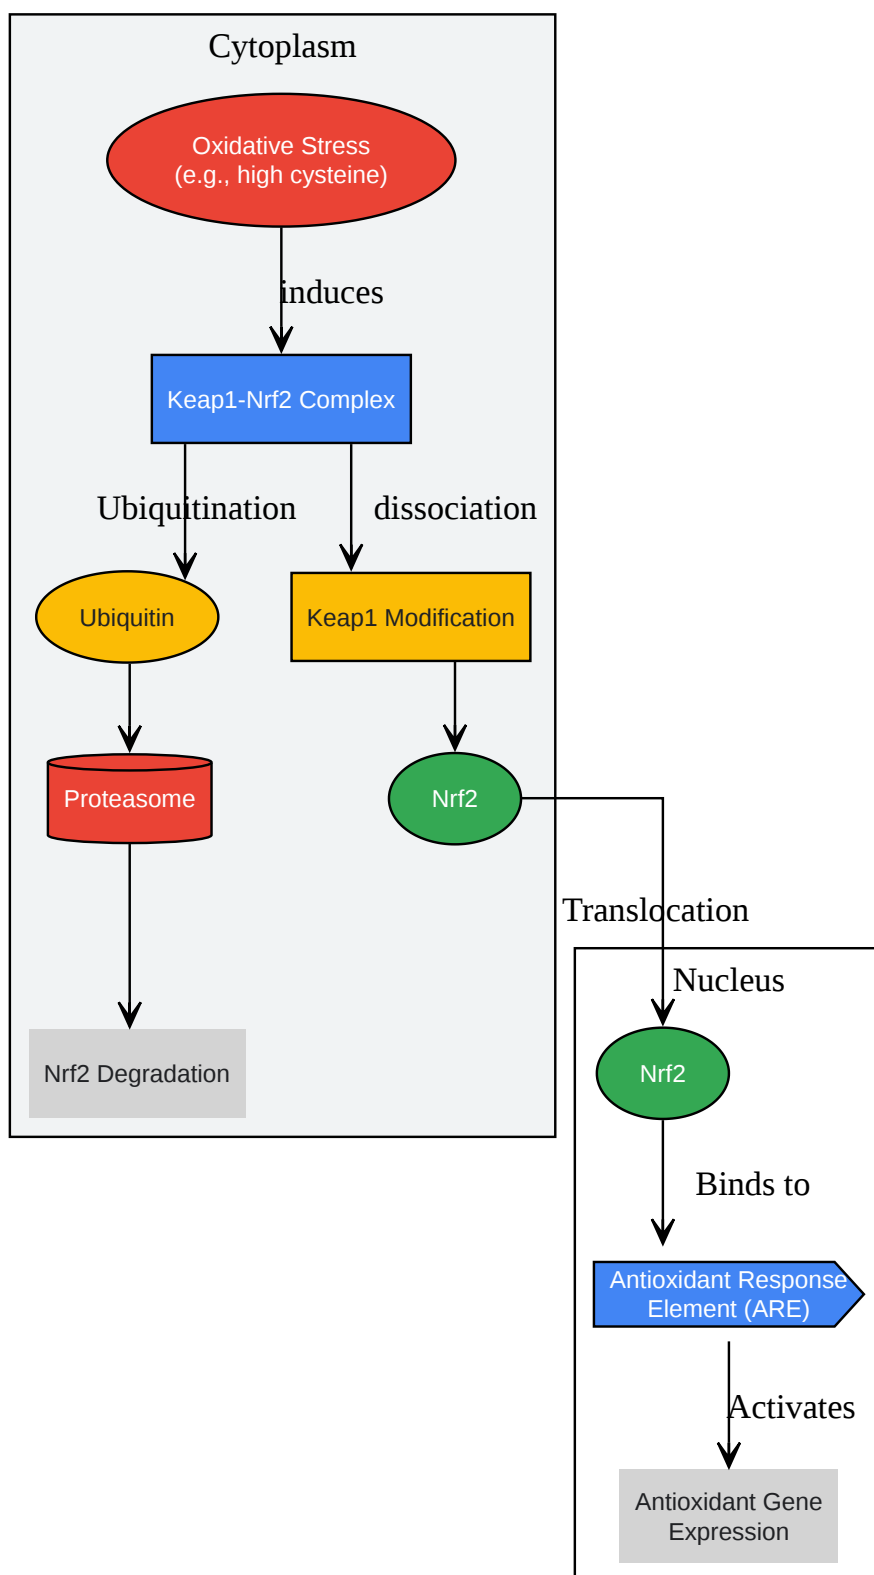 Cytoplasm
Oxidative Stress
(e.g., high cysteine)
induces
Keap1-Nrf2 Complex
Ubiquitination
dissociation
Ubiquitin
Keap1 Modification
Proteasome
Nrf2
Translocation
Nucleus
Nrf2 Degradation
Nrf2
Binds to
Antioxidant Response
Element (ARE)
Activates
Antioxidant Gene
Expression